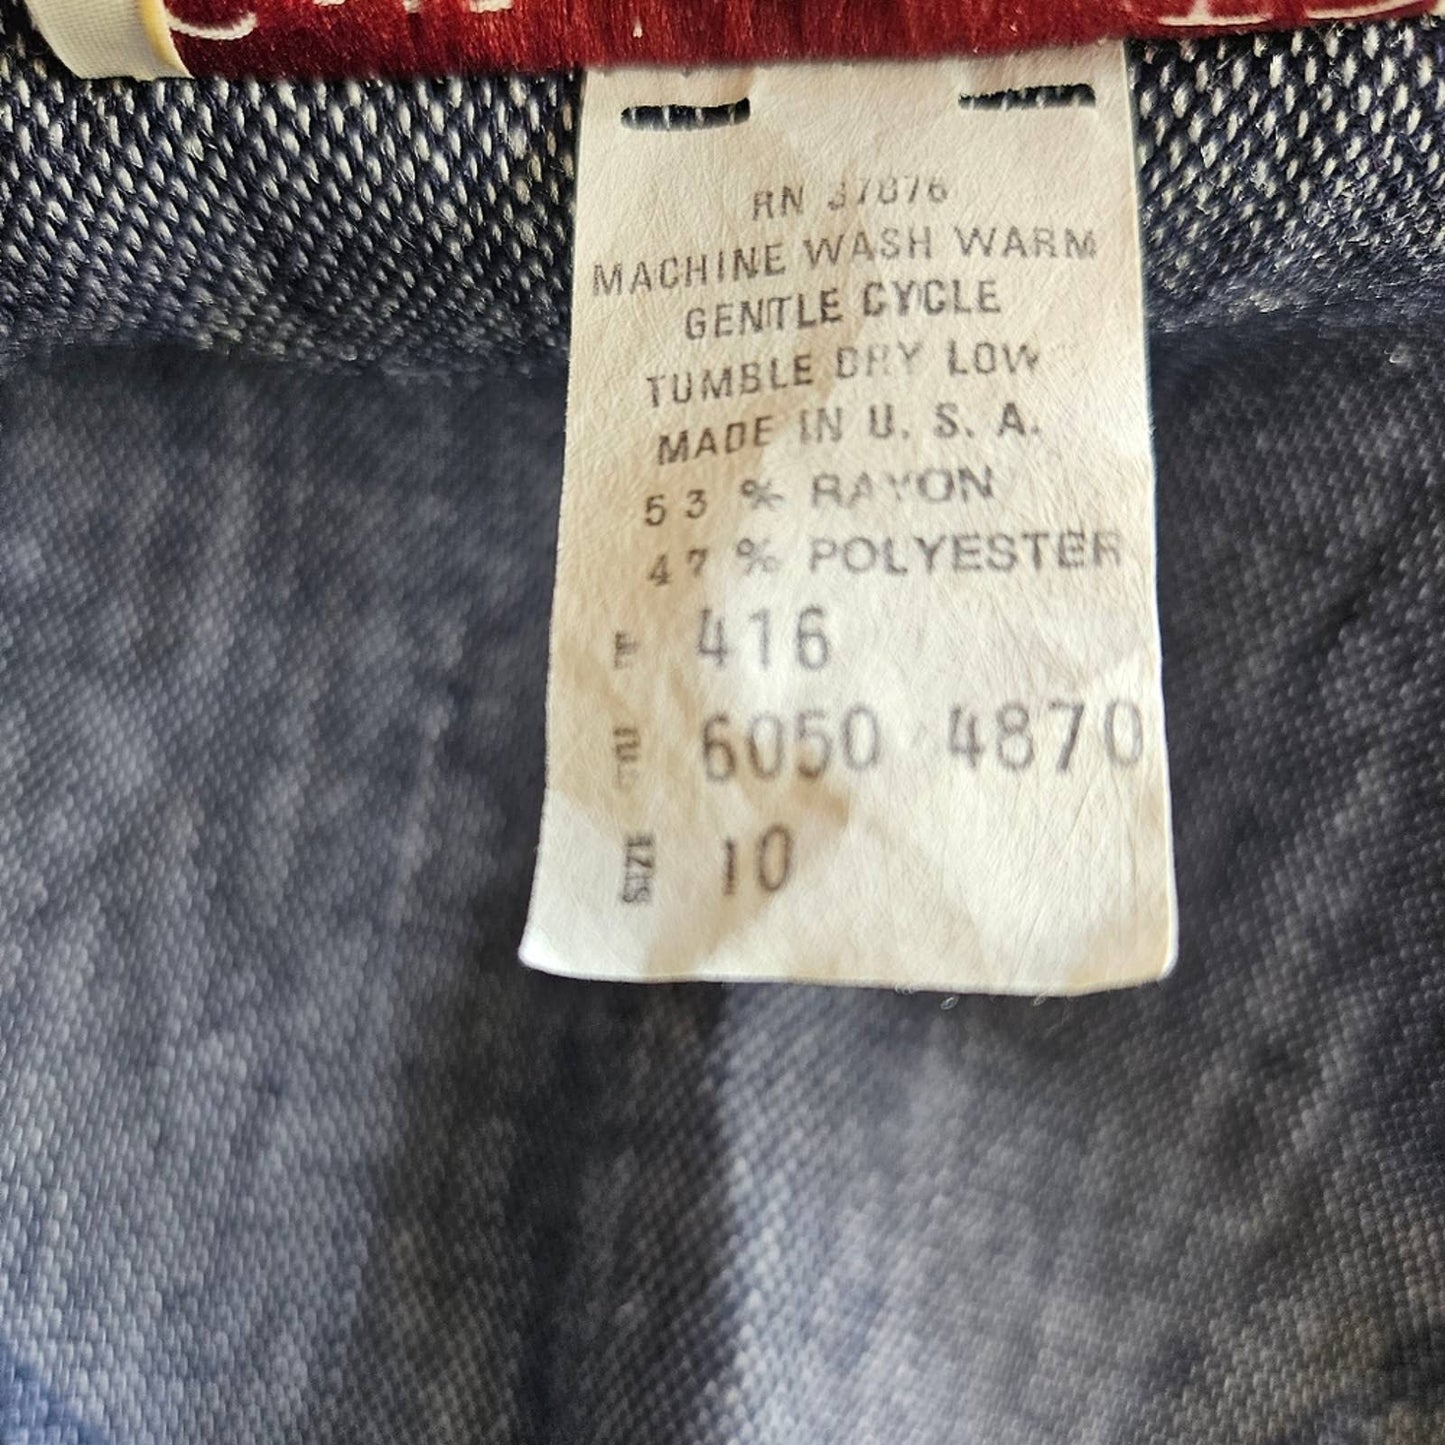 RN 37876
MACHINE WASH WARM
GENTLE CYCLE
TUMBLE DRY LOW
MADE IN U. S. A.
53 % RAYON
47 % POLYESTER
416
6050 4870
SIZE 10